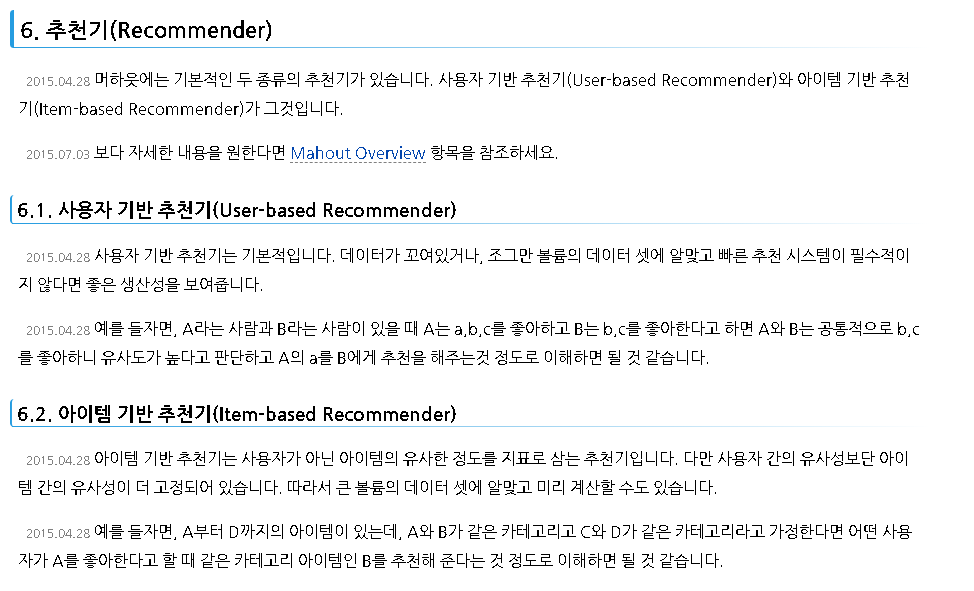 6. 추천기(Recommender)
2015.04.28 머하웃에는 기본적인 두 종류의 추천기가 있습니다. 사용자 기반 추천기(User-based Recommender)와 아이템 기반 추천
기(Item-based Recommender)가 그것입니다.
2015.07.03 보다 자세한 내용을 원한다면 Mahout Overview 항목을 참조하세요.
6.1. 사용자 기반 추천기(User-based Recommender)
2015.04.28 사용자 기반 추천기는 기본적입니다. 데이터가 꼬여있거나, 조그만 볼륨의 데이터 셋에 알맞고 빠른 추천 시스템이 필수적이
지 않다면 좋은 생산성을 보여줍니다.
2015.04.28 예를 들자면, A라는 사람과 B라는 사람이 있을 때 A는 a,b,c를 좋아하고 B는 b,c를 좋아한다고 하면 A와 B는 공통적으로 b,c
를 좋아하니 유사도가 높다고 판단하고 A의 a를 B에게 추천을 해주는것 정도로 이해하면 될 것 같습니다.
6.2. 아이템 기반 추천기(Item-based Recommender)
2015.04.28 아이템 기반 추천기는 사용자가 아닌 아이템의 유사한 정도를 지표로 삼는 추천기입니다. 다만 사용자 간의 유사성보단 아이
템 간의 유사성이 더 고정되어 있습니다. 따라서 큰 볼륨의 데이터 셋에 알맞고 미리 계산할 수도 있습니다.
2015.04.28 예를 들자면, A부터 D까지의 아이템이 있는데, A와 B가 같은 카테고리고 C와 D가 같은 카테고리라고 가정한다면 어떤 사용
자가 A를 좋아한다고 할 때 같은 카테고리 아이템인 B를 추천해 준다는 것 정도로 이해하면 될 것 같습니다.